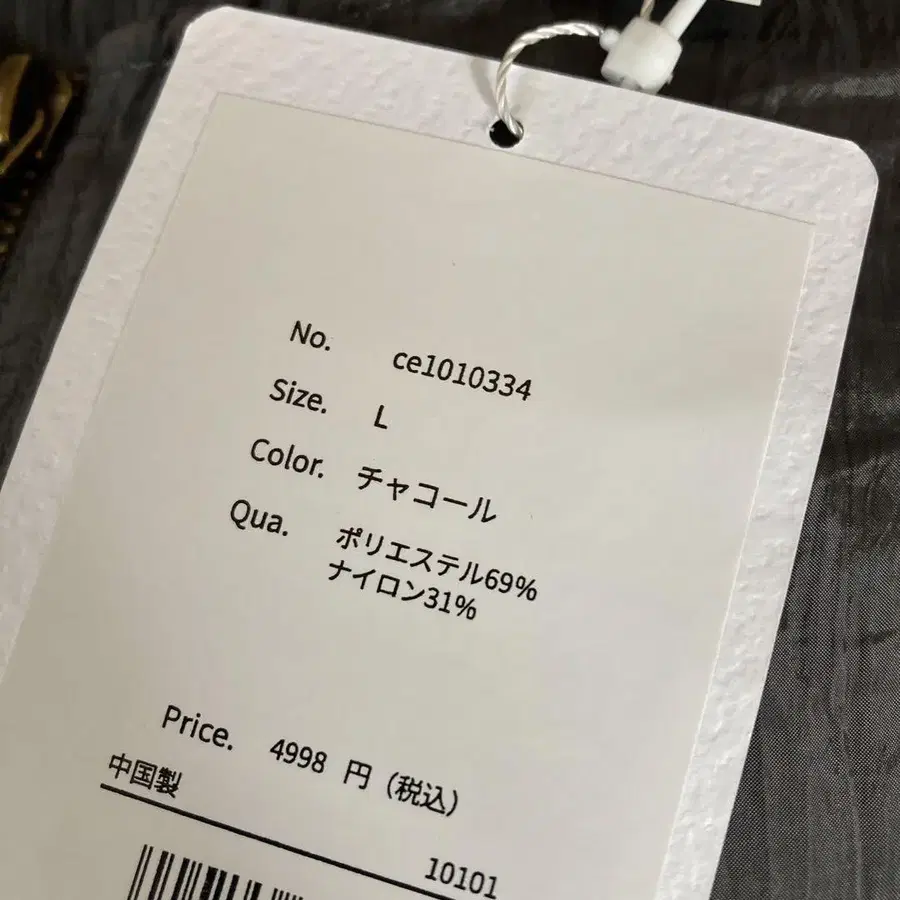 No. ce1010334
Size. L
Color. チャコール
Qua. ポリエステル69%
ナイロン31%
Price. 4998 円（税込）
中国製
10101